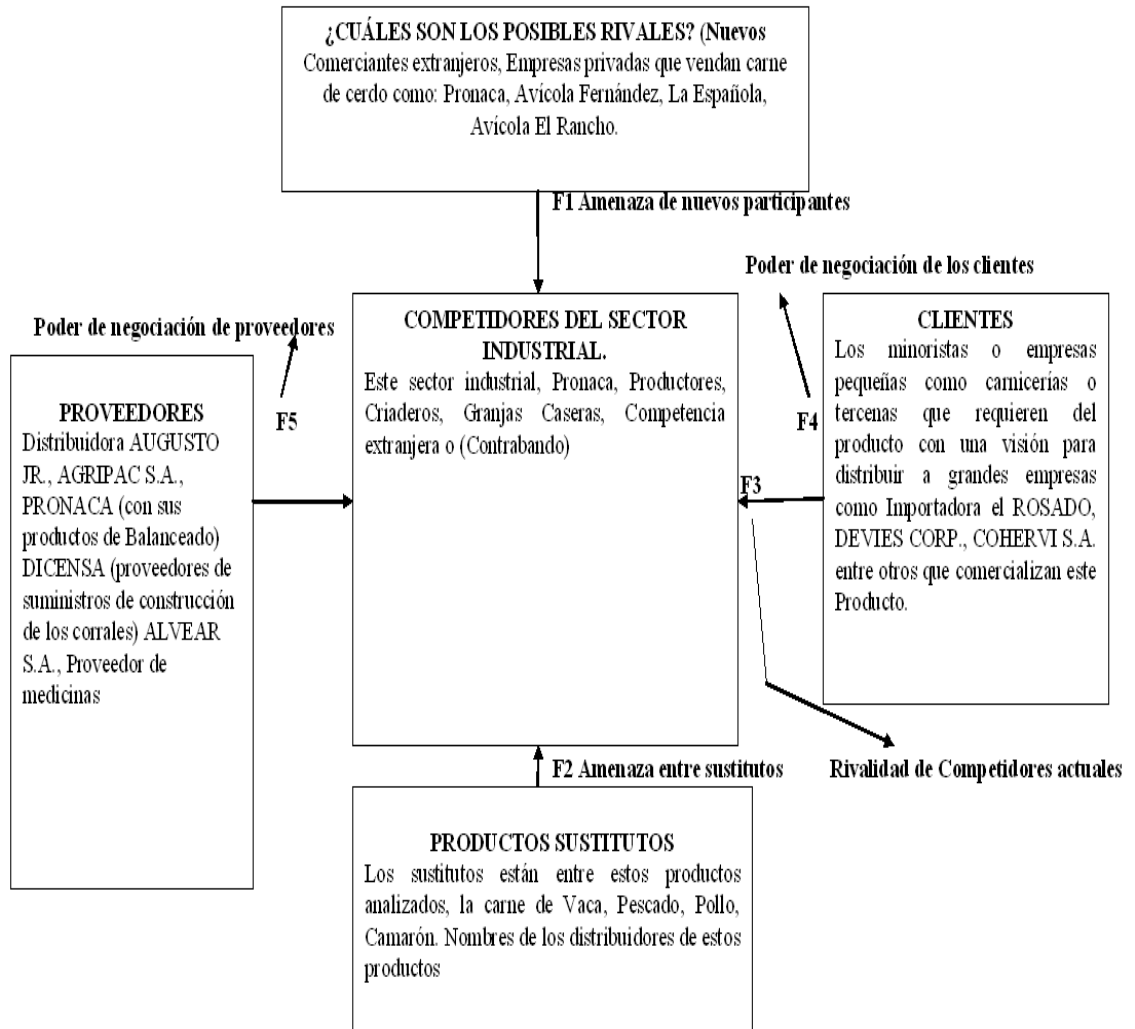 ¿CUÁLES SON LOS POSIBLES RIVALES? (Nuevos
Comerciantes extranjeros, Empresas privadas que vendan carne
de cerdo como: Pronaca, Avícola Fernández, La Española,
Avícola El Rancho.
F1 Amenaza de nuevos participantes
Poder de negociación de los clientes
Poder de negociación de proveedores
F5
PROVEEDORES
Distribuidora AUGUSTO
JR., AGRIPAC S.A.,
PRONACA (con sus
productos de Balanceado)
DICENSA (proveedores de
suministros de construcción
de los corrales) ALVEAR
S.A., Proveedor de
medicinas
COMPETIDORES DEL SECTOR
INDUSTRIAL.
Este sector industrial, Pronaca, Productores,
Criaderos, Granjas Caseras, Competencia
extranjera o (Contrabando)
F4
F3
CLIENTES
Los minoristas o empresas
pequeñas como carnicerías o
tercenas que requieren del
producto con una visión para
distribuir a grandes empresas
como Importadora el ROSADO,
DEVIES CORP., COHERVI S.A.
entre otros que comercializan este
Producto.
F2 Amenaza entre sustitutos
Rivalidad de Competidores actuales
PRODUCTOS SUSTITUTOS
Los sustitutos están entre estos productos
analizados, la carne de Vaca, Pescado, Pollo,
Camarón. Nombres de los distribuidores de estos
productos